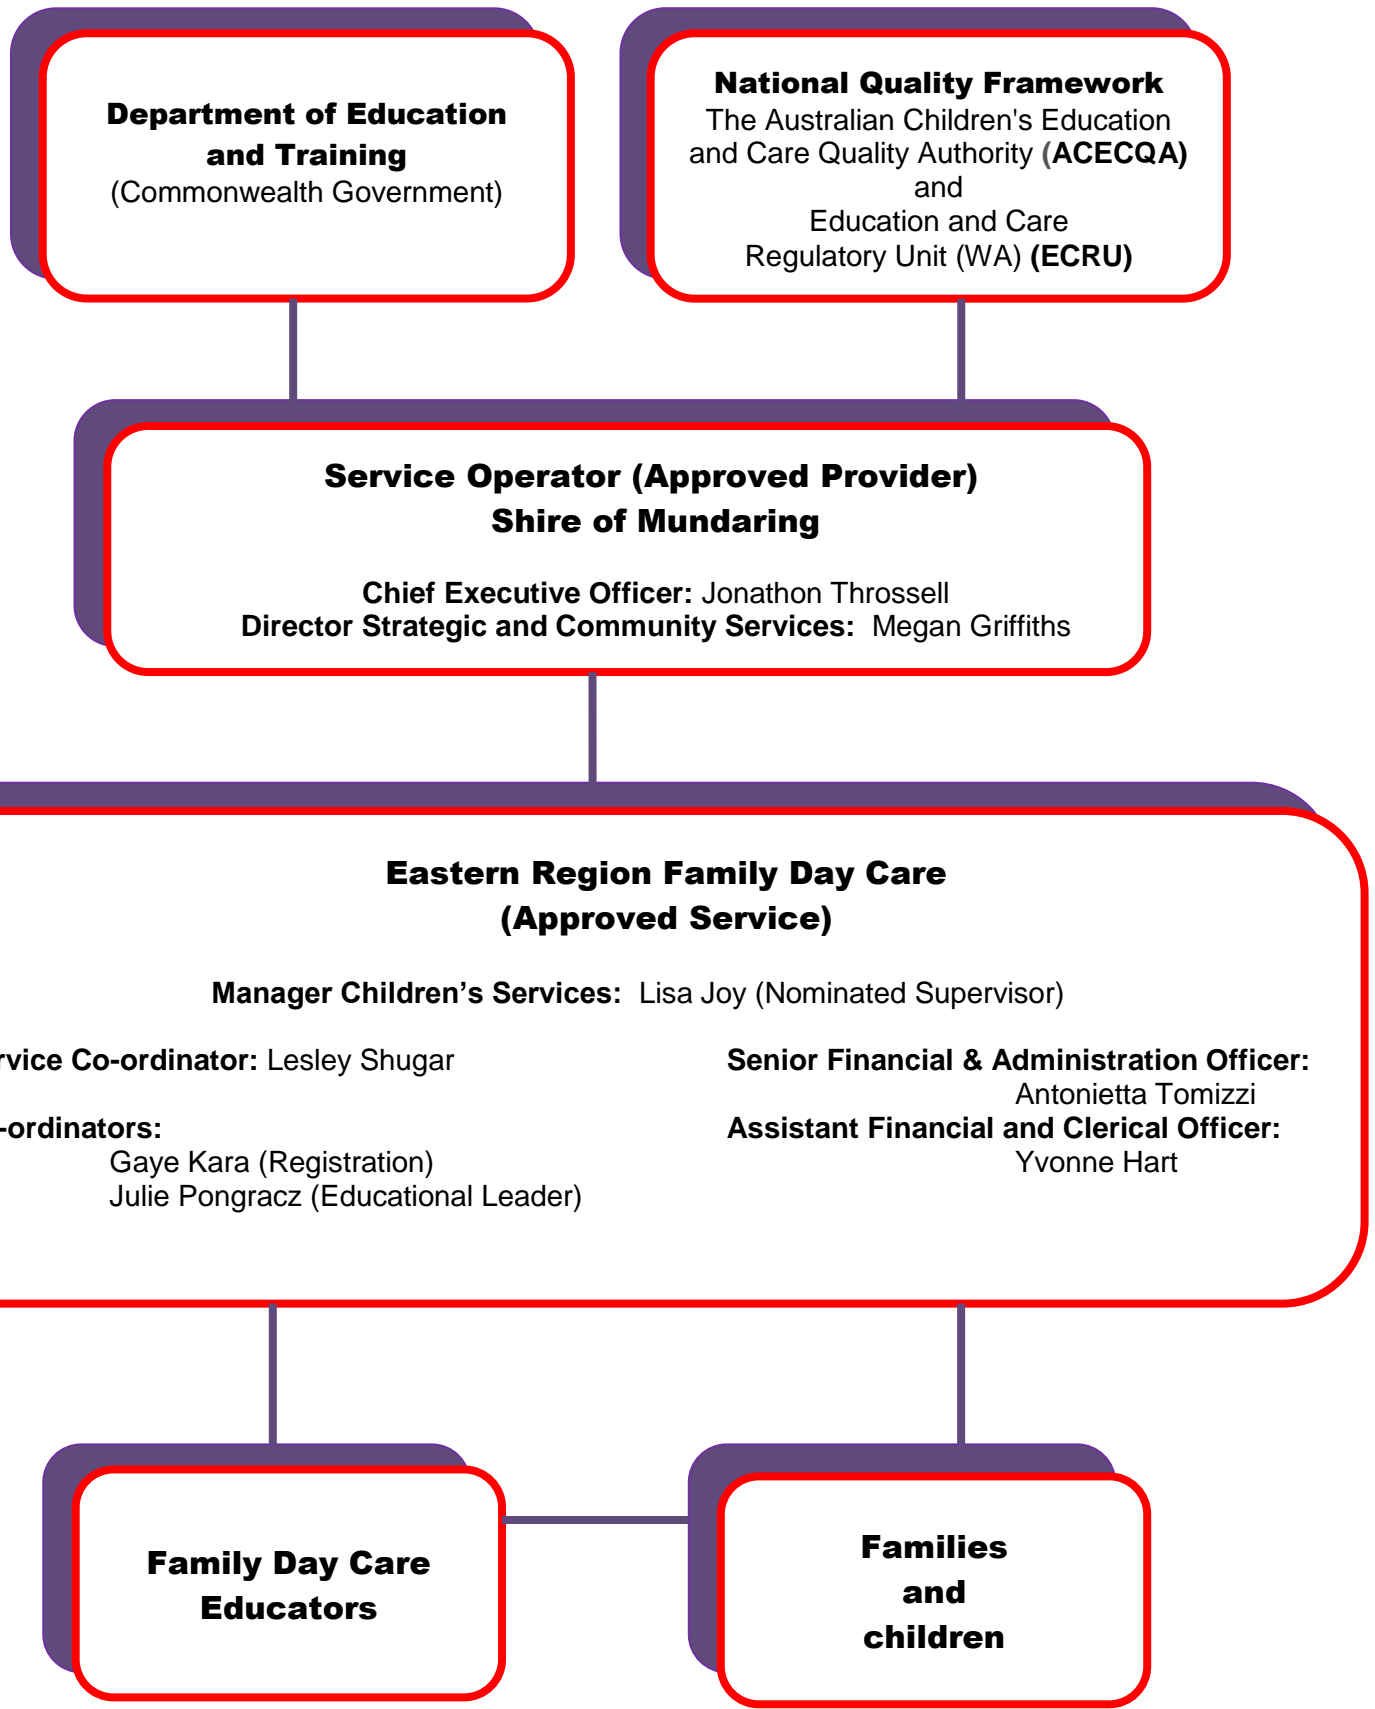 Department of Education
and Training
(Commonwealth Government)
National Quality Framework
The Australian Children's Education
and Care Quality Authority (ACECQA)
and
Education and Care
Regulatory Unit (WA) (ECRU)
Service Operator (Approved Provider)
Shire of Mundaring
Chief Executive Officer: Jonathon Throssell
Director Strategic and Community Services: Megan Griffiths
Eastern Region Family Day Care
(Approved Service)
Manager Children’s Services: Lisa Joy (Nominated Supervisor)
rvice Co-ordinator: Lesley Shugar
-ordinators:
Gaye Kara (Registration)
Julie Pongracz (Educational Leader)
Senior Financial & Administration Officer:
Antonietta Tomizzi
Assistant Financial and Clerical Officer:
Yvonne Hart
Family Day Care
Educators
Families
and
children